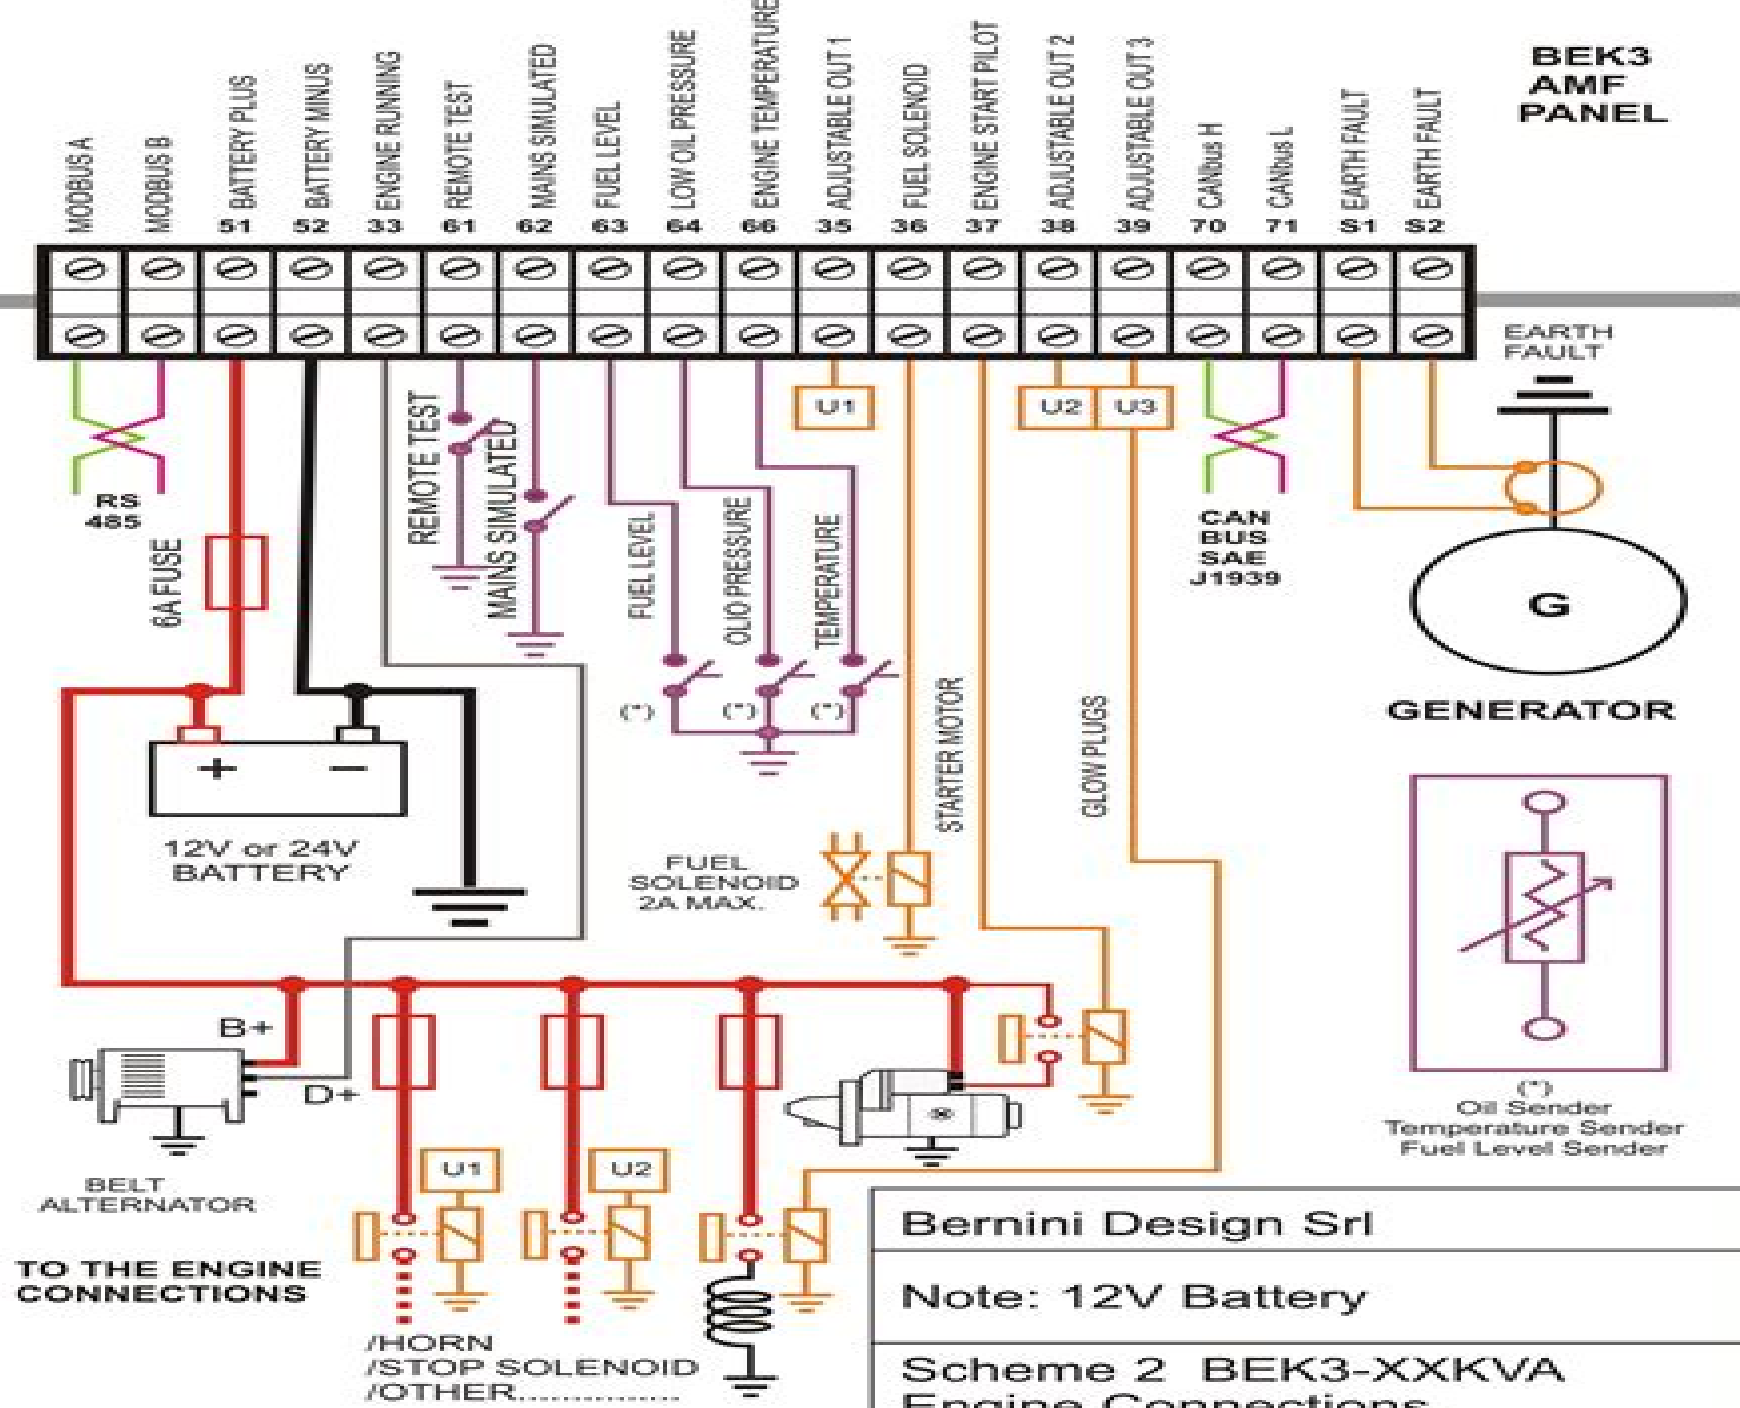 BEK3
AMF
PANEL
MODBUS A
MODBUS B
BATTERY PLUS
BATTERY MINUS
ENGINE RUNNING
REMOTE TEST
MAINS SIMULATED
FUEL LEVEL
LOW OIL PRESSURE
ENGINE TEMPERATURE
ADJUSTABLE OUT 1
FUEL SOLENOID
ENGINE START PILOT
ADJUSTABLE OUT 2
ADJUSTABLE OUT 3
CANbus H
CANbus L
EARTH FAULT
EARTH FAULT
51 52 33 61 62 63 64 66 35 36 37 38 39 70 71 S1 S2
EARTH
FAULT
U1
U2
U3
RS
485
6A FUSE
REMOTE TEST
MAINS SIMULATED
FUEL LEVEL
OLIO PRESSURE
TEMPERATURE
CAN
BUS
SAE
J1939
G
GENERATOR
(*)
(*)
(*)
STARTER MOTOR
GLOW PLUGS
+ −
12V or 24V
BATTERY
FUEL
SOLENOID
2A MAX.
B+
D+
(*)
Oil Sender
Temperature Sender
Fuel Level Sender
U1
U2
BELT
ALTERNATOR
TO THE ENGINE
CONNECTIONS
/HORN
/STOP SOLENOID
/OTHER................
Bernini Design Srl
Note: 12V Battery
Scheme 2 BEK3-XXKVA
Engine Connections